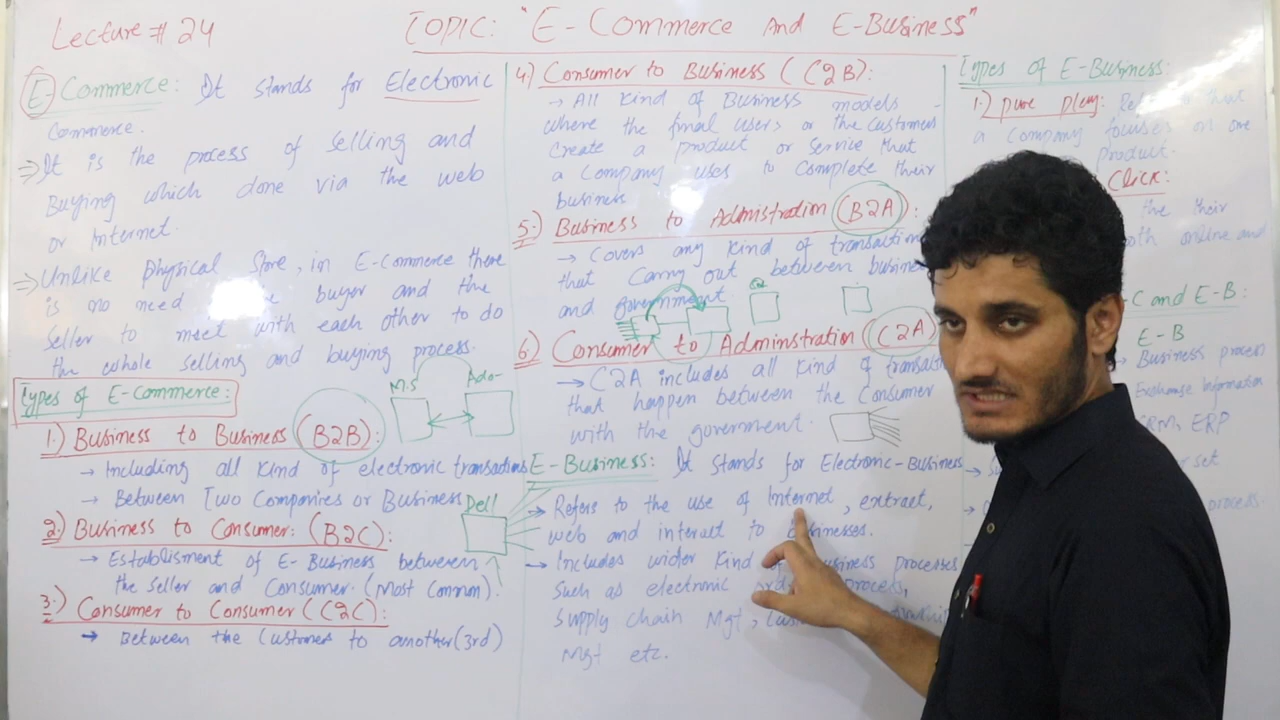 Lecture # 24
TOPIC: "E-Commerce And E-Business"
E-Commerce: It stands for Electronic
Commerce.
⇒ It is the process of selling and
Buying which done via the web
or Internet.
⇒ Unlike physical store, in E-Commerce there
is no need buyer and the
seller to meet with each other to do
the whole selling and buying process.
Types of E-Commerce:
1.) Business to Business (B2B):
→ Including all kind of electronic transactions
→ Between Two Companies or Business
2.) Business to Consumer: (B2C):
→ Establisment of E-Business between
the seller and Consumer. (Most Common).
3.) Consumer to Consumer (C2C):
→ Between the Customer to another (3rd)
M.S
Ado-
Dell
4.) Consumer to Business (C2B):
→ All kind of Business models
where the final users or the customers
create a product or service that
a company uses to complete their
business
5.) Business to Admistration (B2A):
→ Covers any kind of transaction
that carry out between business
and government
6.) Consumer to Adminstration (C2A)
→ C2A includes all kind of
that happen between the Consumer
with the government.
E-Business: It stands for Electronic-Business
→ Refers to the use of Internet, extract,
web and interact to Businesses.
→ Includes wider kind of Business processes
such as electronic process,
supply chain Mgt,
Mgt etc.
Types of E-Business:
1.) pure play: that
a company focuses on one
product.
Click:
the their
both online and
C and E-B:
E-B
→ Business process
Exchange Information
CRM, ERP
set
process.